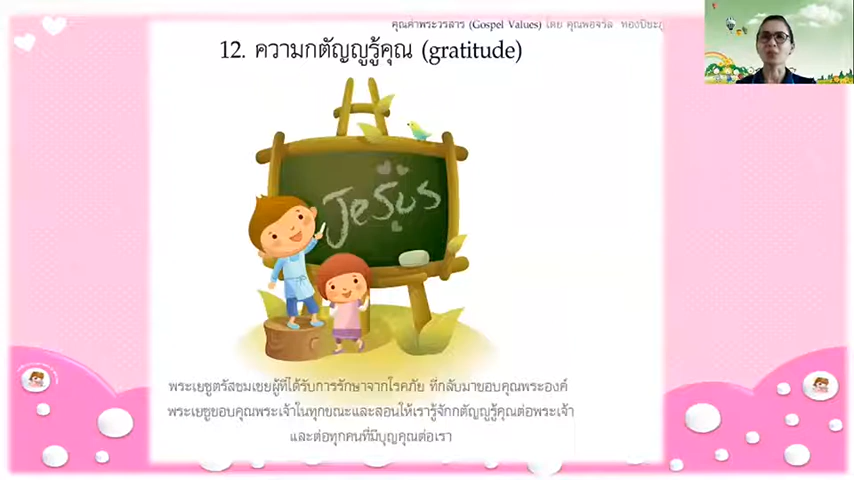 คุณค่าพระวรสาร (Gospel Values) โดย คุณพ่อจรัล ทองปิยะภู
12. ความกตัญญูรู้คุณ (gratitude)
Jesus
พระเยซูตรัสชมเชยผู้ที่ได้รับการรักษาจากโรคภัย ที่กลับมาขอบคุณพระองค์
พระเยซูขอบคุณพระเจ้าในทุกขณะและสอนให้เรารู้จักกตัญญูรู้คุณต่อพระเจ้า
และต่อทุกคนที่มีบุญคุณต่อเรา